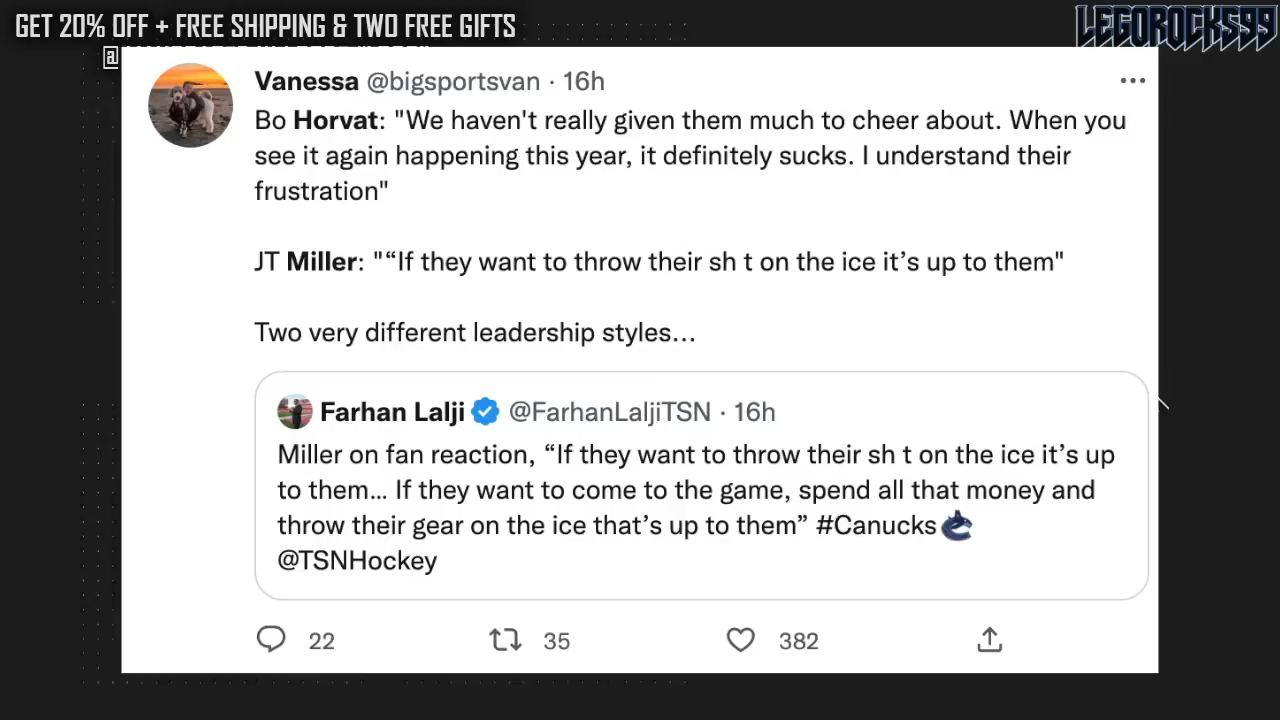 GET 20% OFF + FREE SHIPPING & TWO FREE GIFTS
LEGOROCKS99
@
Vanessa @bigsportsvan · 16h
Bo Horvat: "We haven't really given them much to cheer about. When you
see it again happening this year, it definitely sucks. I understand their
frustration"
JT Miller: "“If they want to throw their sh t on the ice it’s up to them"
Two very different leadership styles...
Farhan Lalji @FarhanLaljiTSN · 16h
Miller on fan reaction, “If they want to throw their sh t on the ice it’s up
to them... If they want to come to the game, spend all that money and
throw their gear on the ice that’s up to them” #Canucks
@TSNHockey
22 35 382